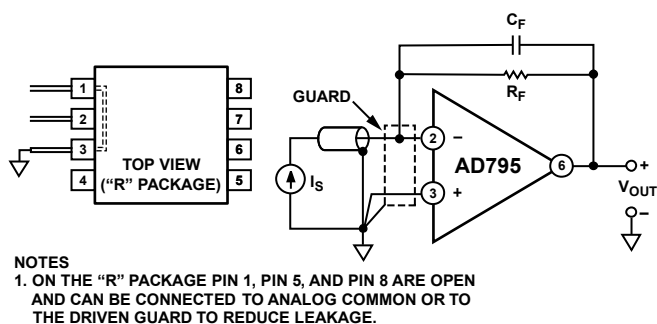 1
2
3
4
8
7
6
5
TOP VIEW
(“R” PACKAGE)
GUARD
I_S
C_F
R_F
2
−
AD795
3
+
6
+
V_OUT
−
NOTES
1. ON THE “R” PACKAGE PIN 1, PIN 5, AND PIN 8 ARE OPEN
AND CAN BE CONNECTED TO ANALOG COMMON OR TO
THE DRIVEN GUARD TO REDUCE LEAKAGE.